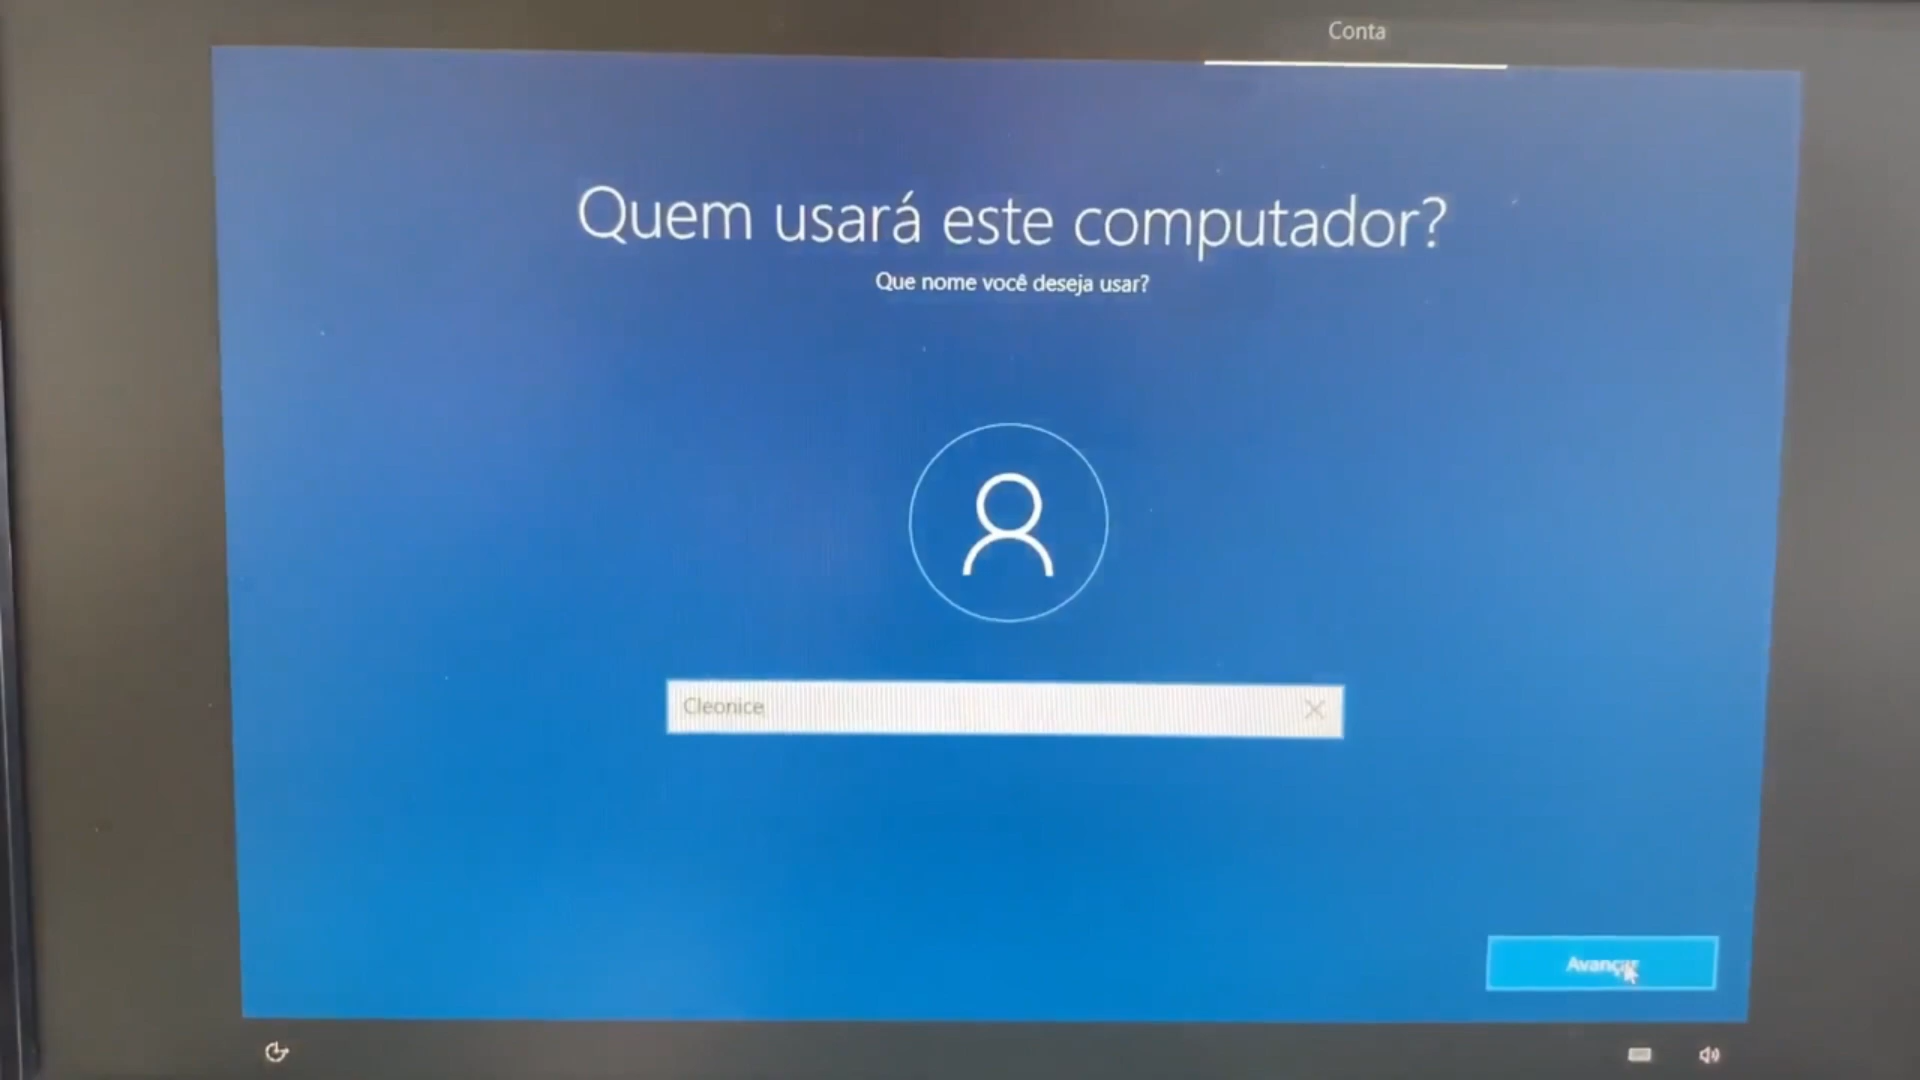 Conta
Quem usará este computador?
Que nome você deseja usar?
Cleonice
Avançar